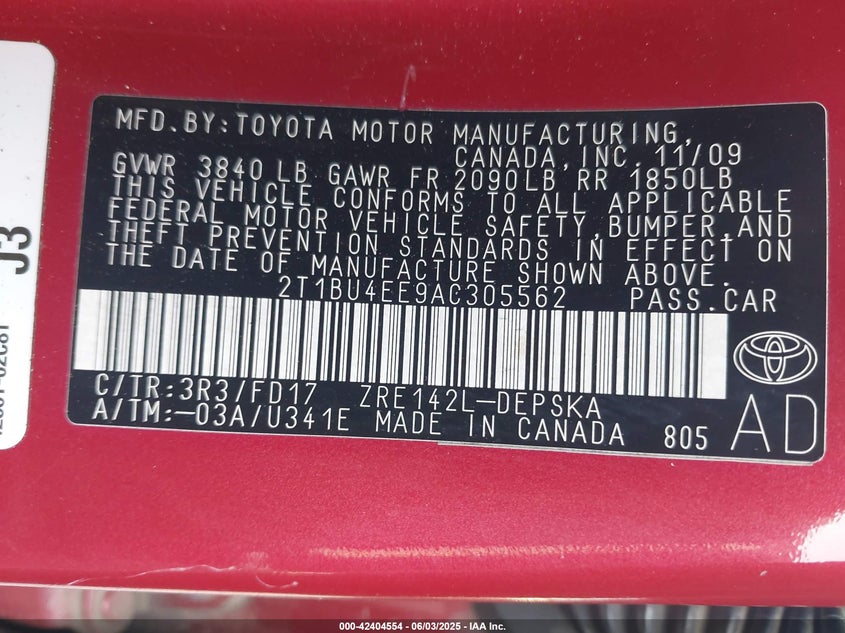 MFD.BY:TOYOTA MOTOR MANUFACTURING,
CANADA,INC. 11/09
GVWR 3840 LB GAWR FR 2090LB RR 1850LB
THIS VEHICLE CONFORMS TO ALL APPLICABLE
FEDERAL MOTOR VEHICLE SAFETY,BUMPER,AND
THEFT PREVENTION STANDARDS IN EFFECT ON
THE DATE OF MANUFACTURE SHOWN ABOVE.
2T1BU4EE9AC305562 PASS.CAR
C/TR:3R3/FD17 ZRE142L-DEPSKA
A/TM:-03A/U341E MADE IN CANADA 805
AD
J3
000-42404554 - 06/03/2025 - IAA Inc.